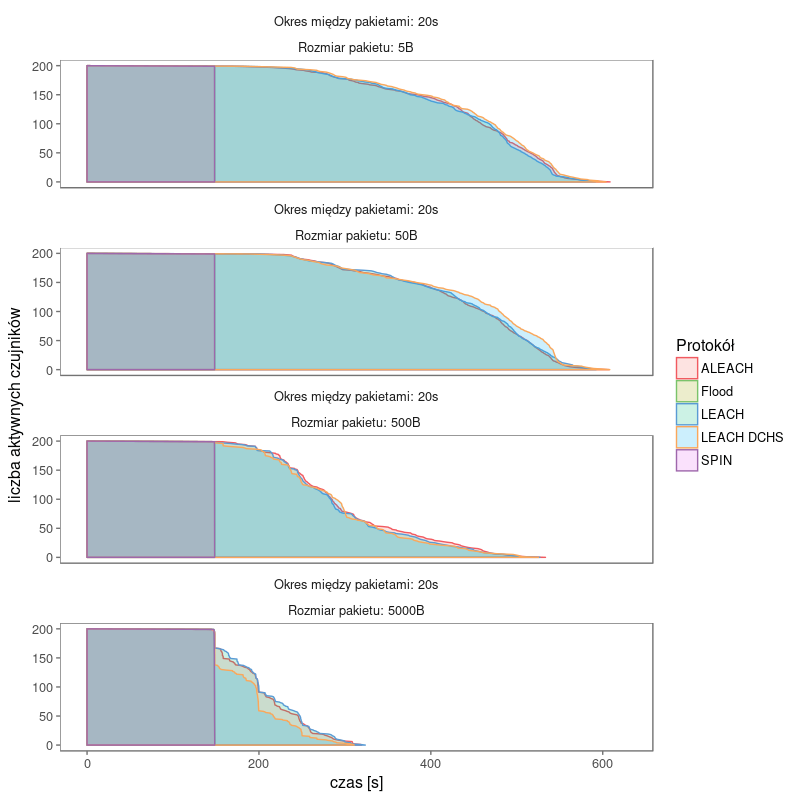 Okres między pakietami: 20s
Rozmiar pakietu: 5B
200
150
100
50
0
Okres między pakietami: 20s
Rozmiar pakietu: 50B
200
150
100
50
0
Okres między pakietami: 20s
Rozmiar pakietu: 500B
200
150
100
50
0
Okres między pakietami: 20s
Rozmiar pakietu: 5000B
200
150
100
50
0
0 200 400 600
czas [s]
liczba aktywnych czujników
Protokół
ALEACH
Flood
LEACH
LEACH DCHS
SPIN